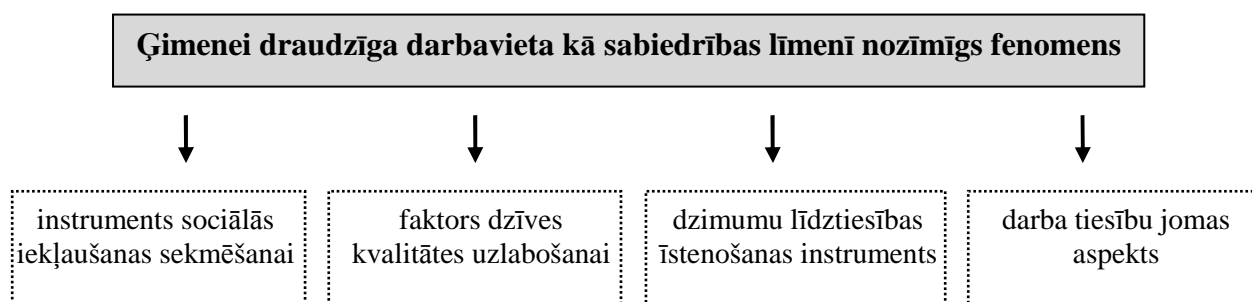 Ģimenei draudzīga darbavieta kā sabiedrības līmenī nozīmīgs fenomens
instruments sociālās
iekļaušanas sekmēšanai
faktors dzīves
kvalitātes uzlabošanai
dzimumu līdztiesības
īstenošanas instruments
darba tiesību jomas
aspekts